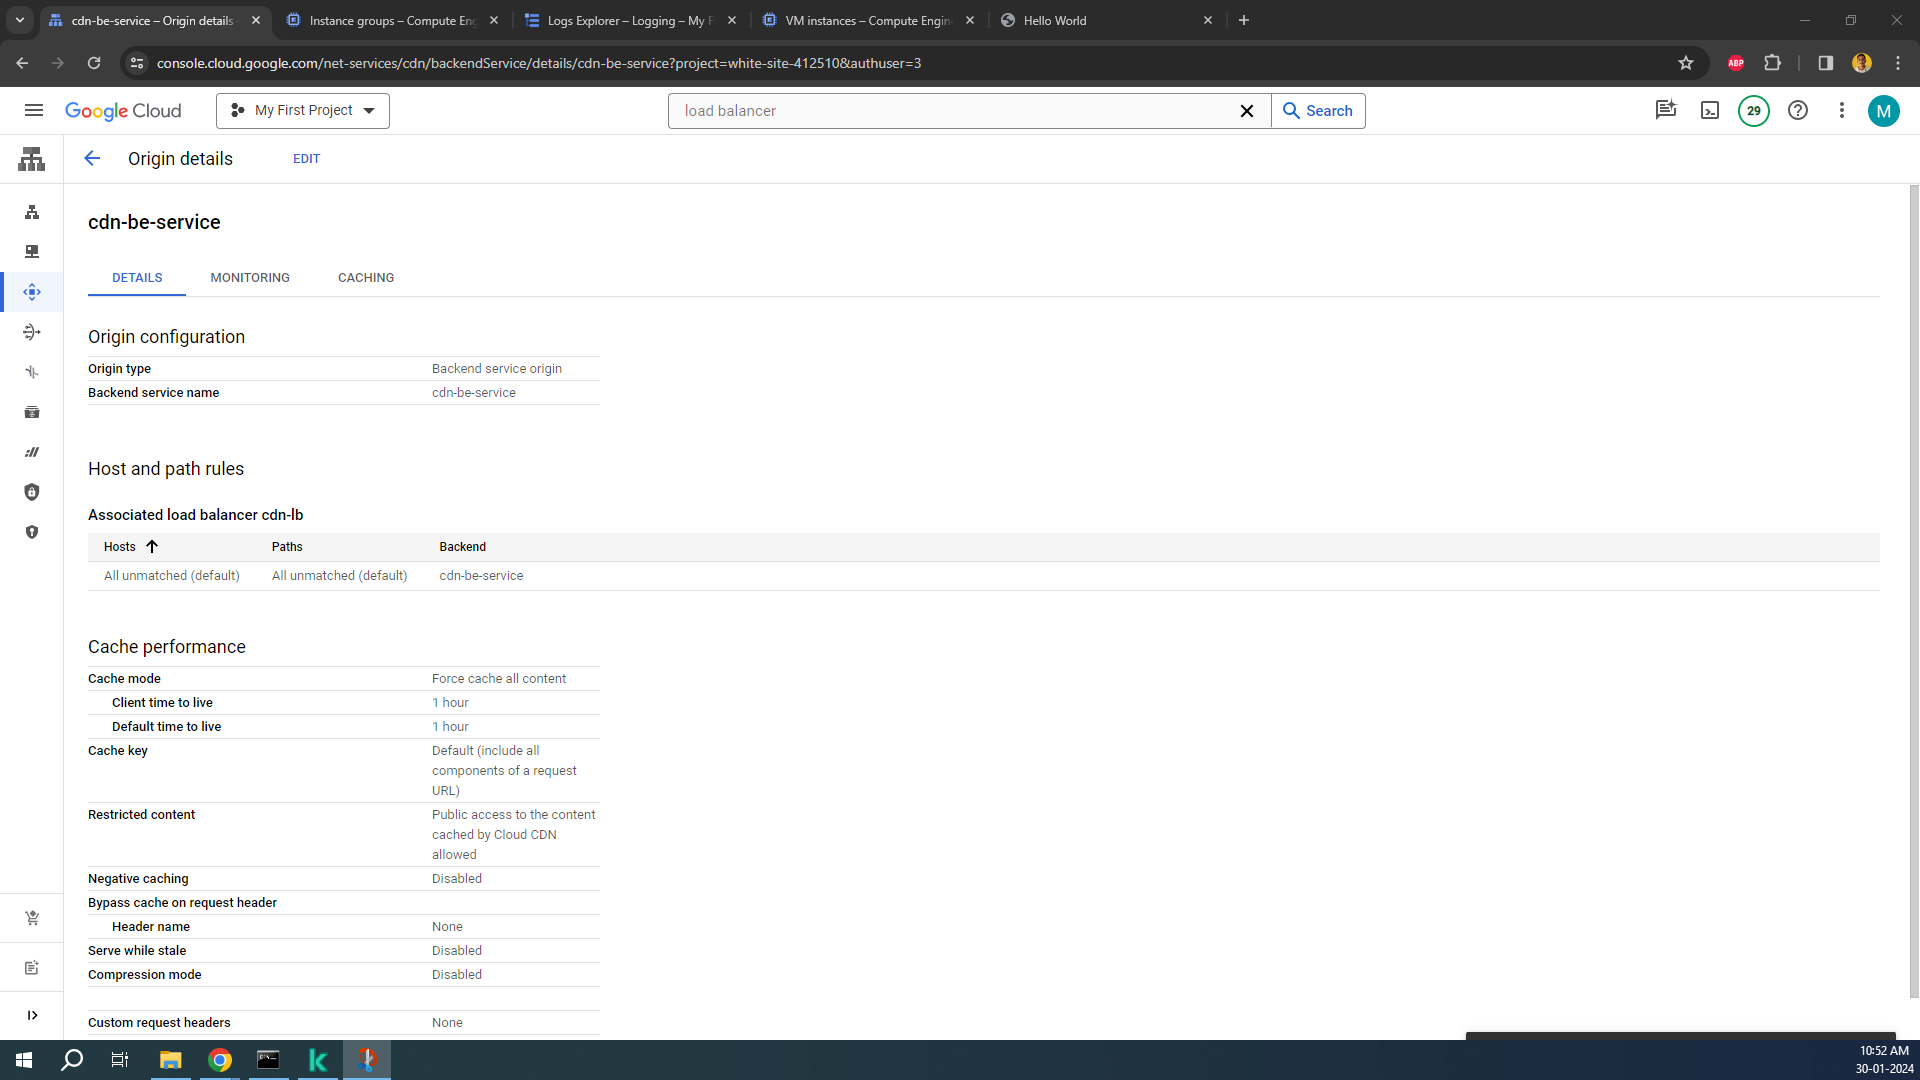 cdn-be-service – Origin details
Instance groups – Compute Eng
Logs Explorer – Logging – My F
VM instances – Compute Engin
Hello World
console.cloud.google.com/net-services/cdn/backendService/details/cdn-be-service?project=white-site-412510&authuser=3
ABP
Google Cloud
My First Project
load balancer
Search
29
M
Origin details
EDIT
cdn-be-service
DETAILS
MONITORING
CACHING
Origin configuration
Origin type Backend service origin
Backend service name cdn-be-service
Host and path rules
Associated load balancer cdn-lb
Hosts Paths Backend
All unmatched (default) All unmatched (default) cdn-be-service
Cache performance
Cache mode Force cache all content
Client time to live 1 hour
Default time to live 1 hour
Cache key Default (include all
components of a request
URL)
Restricted content Public access to the content
cached by Cloud CDN
allowed
Negative caching Disabled
Bypass cache on request header
Header name None
Serve while stale Disabled
Compression mode Disabled
Custom request headers None
10:52 AM
30-01-2024